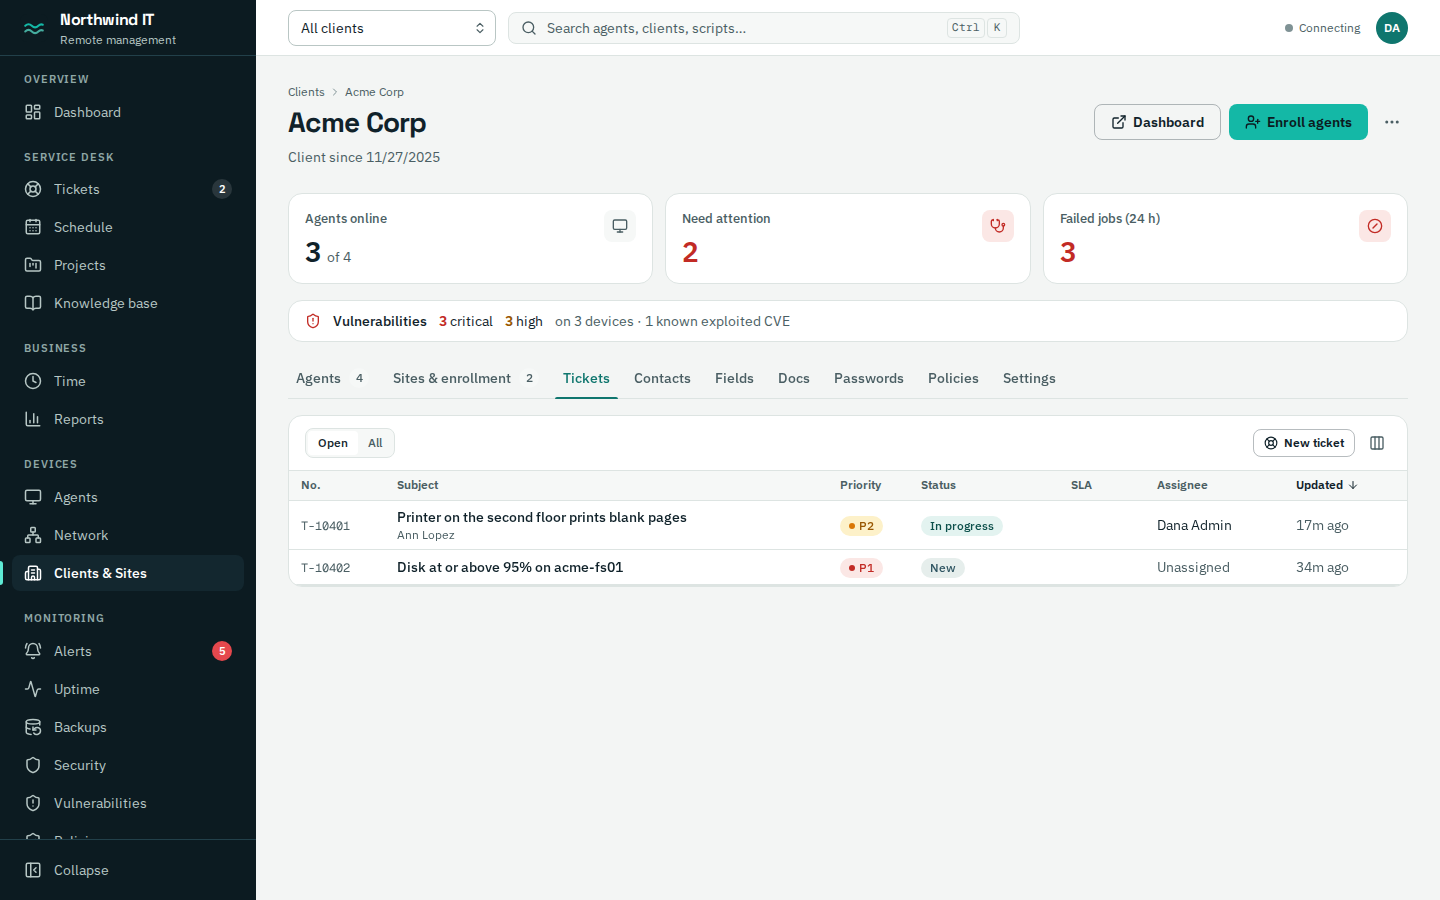 Northwind IT
Remote management
OVERVIEW
Dashboard
SERVICE DESK
Tickets 2
Schedule
Projects
Knowledge base
BUSINESS
Time
Reports
DEVICES
Agents
Network
Clients & Sites
MONITORING
Alerts 5
Uptime
Backups
Security
Vulnerabilities
Collapse
All clients
Search agents, clients, scripts...
Ctrl K
Connecting
DA
Clients > Acme Corp
Acme Corp
Client since 11/27/2025
Dashboard
Enroll agents
Agents online
3 of 4
Need attention
2
Failed jobs (24 h)
3
Vulnerabilities 3 critical 3 high on 3 devices · 1 known exploited CVE
Agents 4 Sites & enrollment 2 Tickets Contacts Fields Docs Passwords Policies Settings
Open All
New ticket
No. Subject Priority Status SLA Assignee Updated
T-10401 Printer on the second floor prints blank pages P2 In progress Dana Admin 17m ago
Ann Lopez
T-10402 Disk at or above 95% on acme-fs01 P1 New Unassigned 34m ago